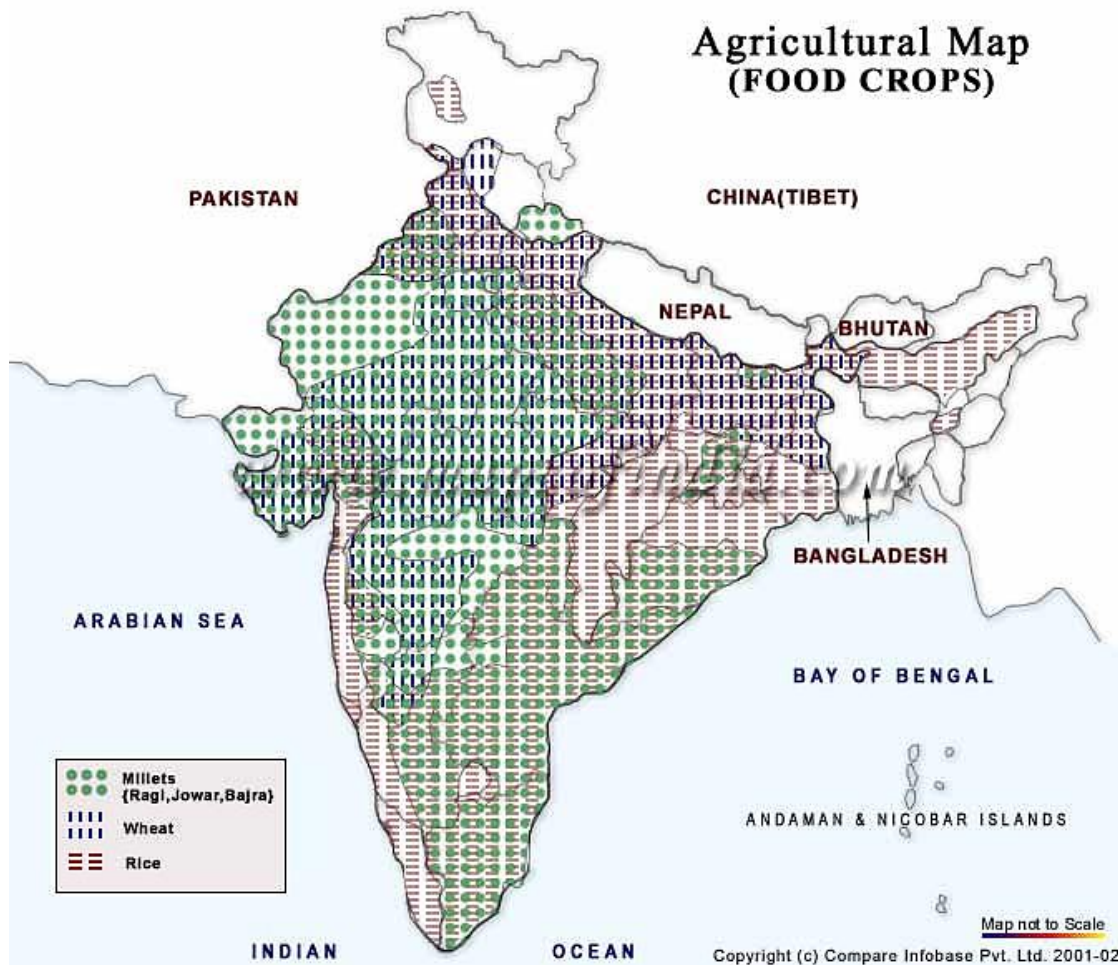 Agricultural Map
(FOOD CROPS)
PAKISTAN
CHINA(TIBET)
NEPAL
BHUTAN
BANGLADESH
ARABIAN SEA
BAY OF BENGAL
Millets
{Ragi,Jowar,Bajra}
Wheat
Rice
ANDAMAN & NICOBAR ISLANDS
INDIAN OCEAN
Map not to Scale
Copyright (c) Compare Infobase Pvt. Ltd. 2001-02